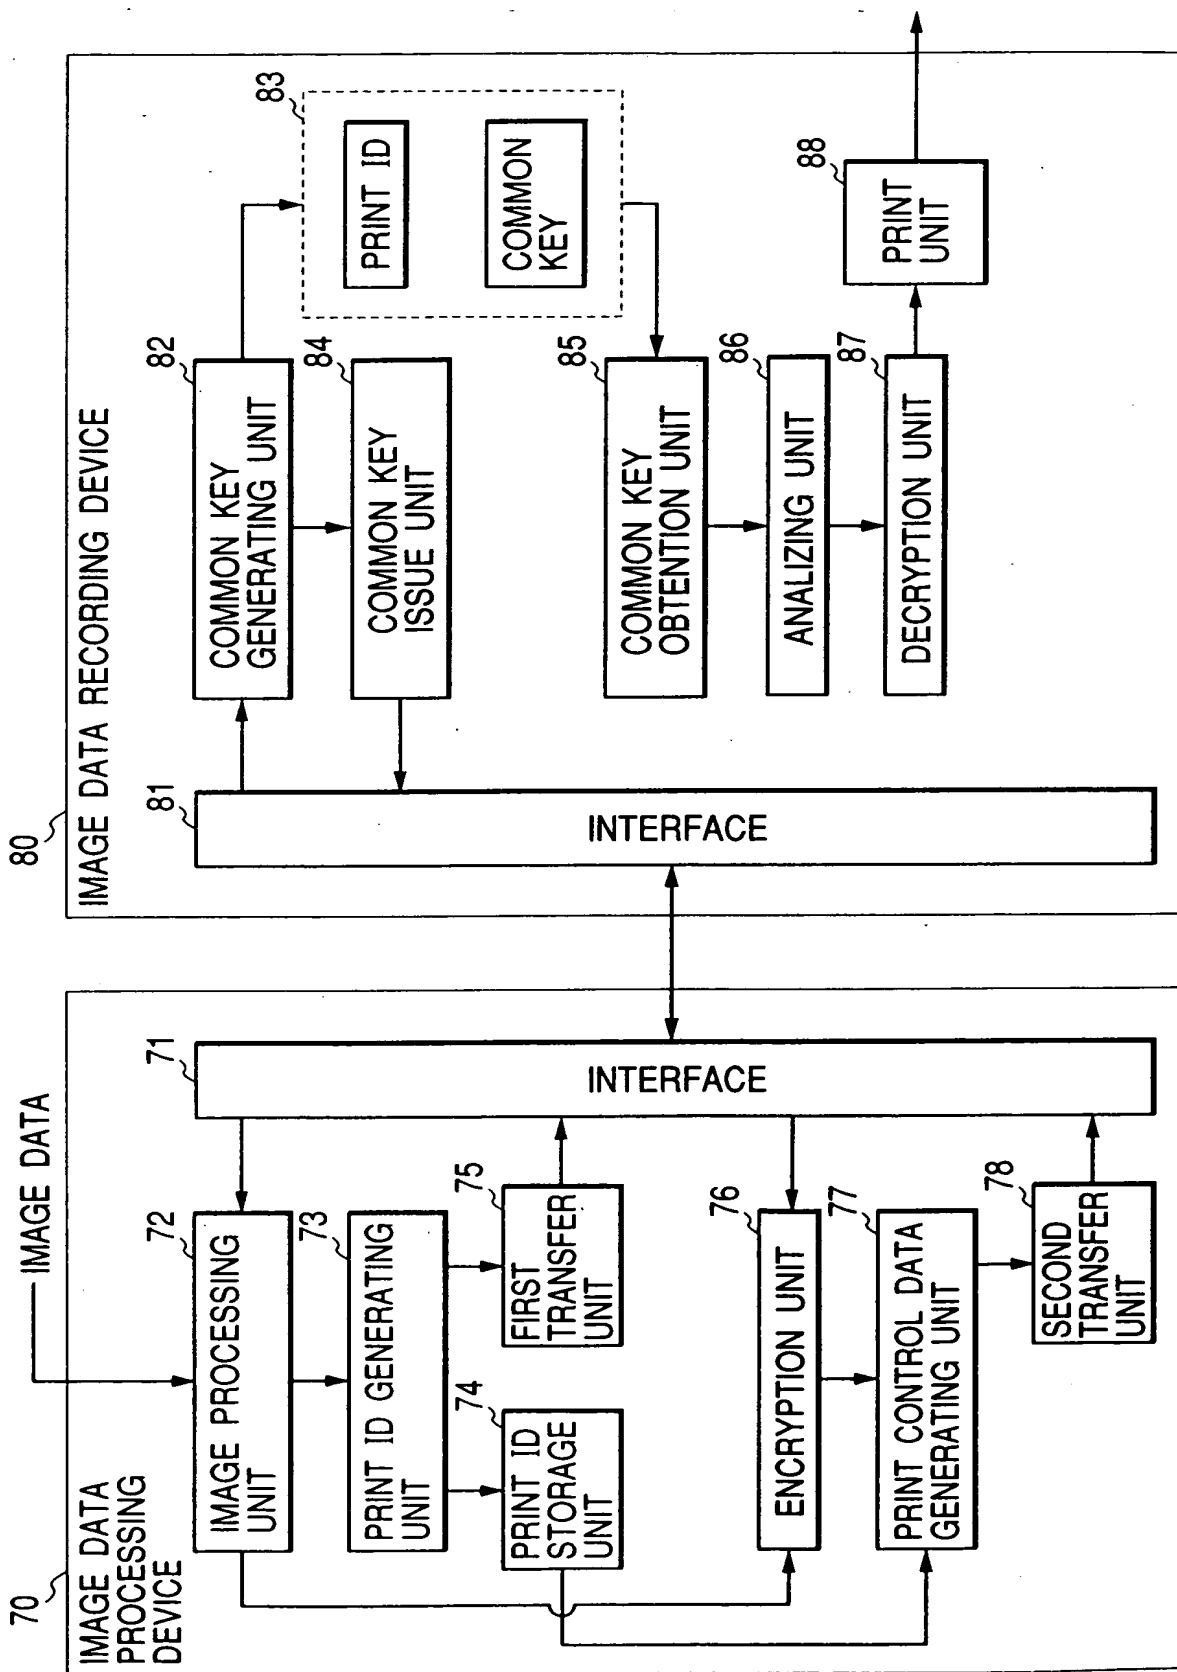 70
IMAGE DATA
PROCESSING
DEVICE
IMAGE DATA
72
IMAGE PROCESSING
UNIT
73
PRINT ID GENERATING
UNIT
74
PRINT ID
STORAGE
UNIT
75
FIRST
TRANSFER
UNIT
76
ENCRYPTION UNIT
77
PRINT CONTROL DATA
GENERATING UNIT
78
SECOND
TRANSFER
UNIT
71
INTERFACE
80
IMAGE DATA RECORDING DEVICE
81
INTERFACE
82
COMMON KEY
GENERATING UNIT
83
PRINT ID
COMMON
KEY
84
COMMON KEY
ISSUE UNIT
85
COMMON KEY
OBTENTION UNIT
86
ANALIZING UNIT
87
DECRYPTION UNIT
88
PRINT
UNIT